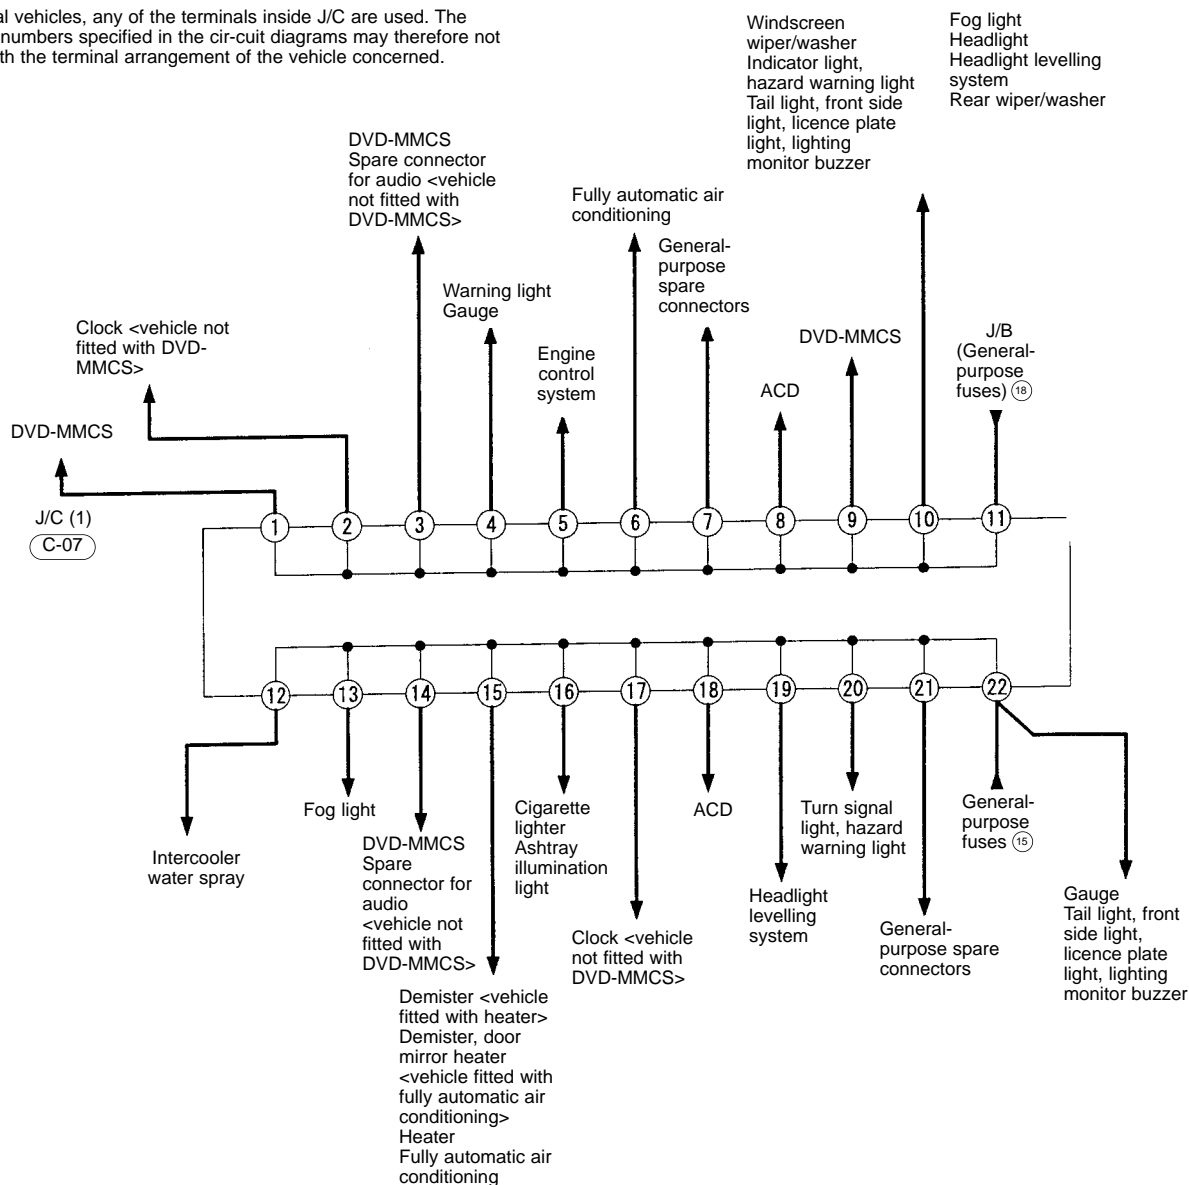 al vehicles, any of the terminals inside J/C are used. The
numbers specified in the cir-cuit diagrams may therefore not
th the terminal arrangement of the vehicle concerned.
Windscreen
wiper/washer
Indicator light,
hazard warning light
Tail light, front side
light, licence plate
light, lighting
monitor buzzer
Fog light
Headlight
Headlight levelling
system
Rear wiper/washer
DVD-MMCS
Spare connector
for audio <vehicle
not fitted with
DVD-MMCS>
Fully automatic air
conditioning
General-
purpose
spare
connectors
Warning light
Gauge
Clock <vehicle not
fitted with DVD-
MMCS>
Engine
control
system
DVD-MMCS
J/B
(General-
purpose
fuses) 18
ACD
DVD-MMCS
J/C (1)
C-07
1 2 3 4 5 6 7 8 9 10 11
12 13 14 15 16 17 18 19 20 21 22
Intercooler
water spray
Fog light
DVD-MMCS
Spare
connector for
audio
<vehicle not
fitted with
DVD-MMCS>
Demister <vehicle
fitted with heater>
Demister, door
mirror heater
<vehicle fitted with
fully automatic air
conditioning>
Heater
Fully automatic air
conditioning
Cigarette
lighter
Ashtray
illumination
light
Clock <vehicle
not fitted with
DVD-MMCS>
ACD
Headlight
levelling
system
Turn signal
light, hazard
warning light
General-
purpose spare
connectors
General-
purpose
fuses 15
Gauge
Tail light, front
side light,
licence plate
light, lighting
monitor buzzer